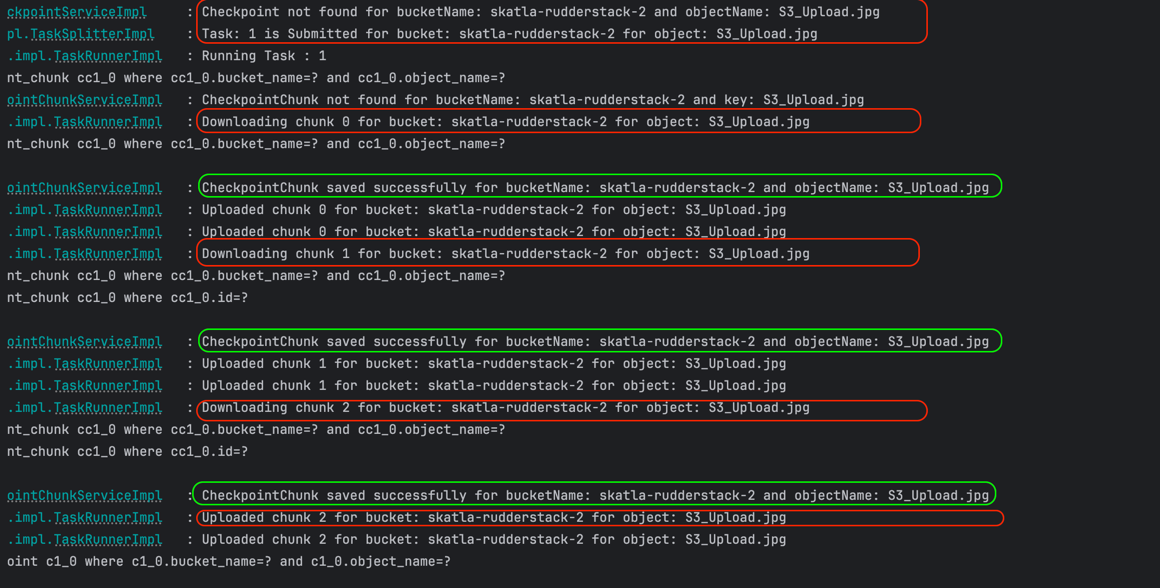 ckpointServiceImpl : Checkpoint not found for bucketName: skatla-rudderstack-2 and objectName: S3_Upload.jpg
pl.TaskSplitterImpl : Task: 1 is Submitted for bucket: skatla-rudderstack-2 for object: S3_Upload.jpg
.impl.TaskRunnerImpl : Running Task : 1
nt_chunk cc1_0 where cc1_0.bucket_name=? and cc1_0.object_name=?
ointChunkServiceImpl : CheckpointChunk not found for bucketName: skatla-rudderstack-2 and key: S3_Upload.jpg
.impl.TaskRunnerImpl : Downloading chunk 0 for bucket: skatla-rudderstack-2 for object: S3_Upload.jpg
nt_chunk cc1_0 where cc1_0.bucket_name=? and cc1_0.object_name=?
ointChunkServiceImpl : CheckpointChunk saved successfully for bucketName: skatla-rudderstack-2 and objectName: S3_Upload.jpg
.impl.TaskRunnerImpl : Uploaded chunk 0 for bucket: skatla-rudderstack-2 for object: S3_Upload.jpg
.impl.TaskRunnerImpl : Uploaded chunk 0 for bucket: skatla-rudderstack-2 for object: S3_Upload.jpg
.impl.TaskRunnerImpl : Downloading chunk 1 for bucket: skatla-rudderstack-2 for object: S3_Upload.jpg
nt_chunk cc1_0 where cc1_0.bucket_name=? and cc1_0.object_name=?
nt_chunk cc1_0 where cc1_0.id=?
ointChunkServiceImpl : CheckpointChunk saved successfully for bucketName: skatla-rudderstack-2 and objectName: S3_Upload.jpg
.impl.TaskRunnerImpl : Uploaded chunk 1 for bucket: skatla-rudderstack-2 for object: S3_Upload.jpg
.impl.TaskRunnerImpl : Uploaded chunk 1 for bucket: skatla-rudderstack-2 for object: S3_Upload.jpg
.impl.TaskRunnerImpl : Downloading chunk 2 for bucket: skatla-rudderstack-2 for object: S3_Upload.jpg
nt_chunk cc1_0 where cc1_0.bucket_name=? and cc1_0.object_name=?
nt_chunk cc1_0 where cc1_0.id=?
ointChunkServiceImpl : CheckpointChunk saved successfully for bucketName: skatla-rudderstack-2 and objectName: S3_Upload.jpg
.impl.TaskRunnerImpl : Uploaded chunk 2 for bucket: skatla-rudderstack-2 for object: S3_Upload.jpg
.impl.TaskRunnerImpl : Uploaded chunk 2 for bucket: skatla-rudderstack-2 for object: S3_Upload.jpg
oint c1_0 where c1_0.bucket_name=? and c1_0.object_name=?